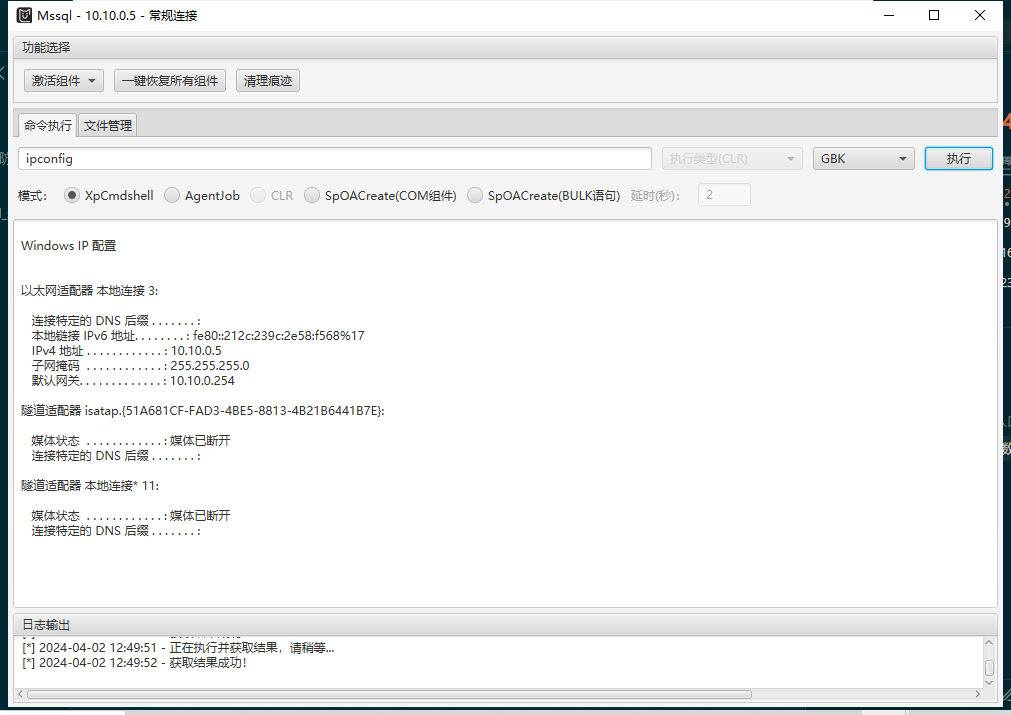 Mssql - 10.10.0.5 - 常规连接
功能选择
激活组件 一键恢复所有组件 清理痕迹
命令执行 文件管理
ipconfig 执行类型(CLR) GBK 执行
模式: XpCmdshell AgentJob CLR SpOACreate(COM组件) SpOACreate(BULK语句) 延时(秒): 2
Windows IP 配置
以太网适配器 本地连接 3:
连接特定的 DNS 后缀 . . . . . . . :
本地链接 IPv6 地址. . . . . . . . : fe80::212c:239c:2e58:f568%17
IPv4 地址 . . . . . . . . . . . . : 10.10.0.5
子网掩码 . . . . . . . . . . . . : 255.255.255.0
默认网关. . . . . . . . . . . . . : 10.10.0.254
隧道适配器 isatap.{51A681CF-FAD3-4BE5-8813-4B21B6441B7E}:
媒体状态 . . . . . . . . . . . . : 媒体已断开
连接特定的 DNS 后缀 . . . . . . . :
隧道适配器 本地连接* 11:
媒体状态 . . . . . . . . . . . . : 媒体已断开
连接特定的 DNS 后缀 . . . . . . . :
日志输出
[*] 2024-04-02 12:49:51 - 正在执行并获取结果，请稍等...
[*] 2024-04-02 12:49:52 - 获取结果成功！